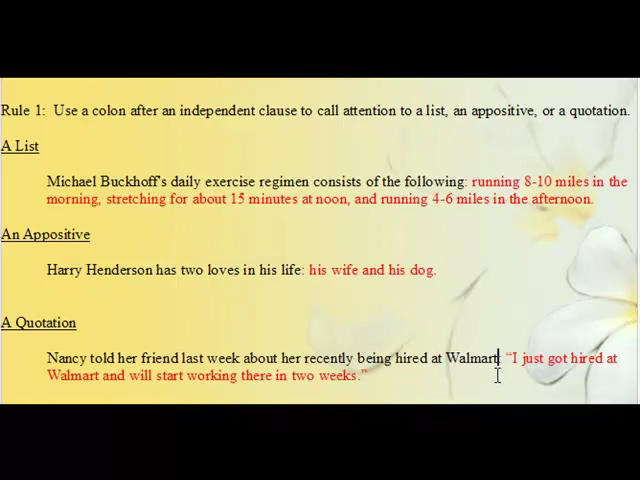 Rule 1:  Use a colon after an independent clause to call attention to a list, an appositive, or a quotation.
A List
Michael Buckhoff's daily exercise regimen consists of the following: running 8-10 miles in the
morning, stretching for about 15 minutes at noon, and running 4-6 miles in the afternoon.
An Appositive
Harry Henderson has two loves in his life: his wife and his dog.
A Quotation
Nancy told her friend last week about her recently being hired at Walmart: “I just got hired at
Walmart and will start working there in two weeks.”